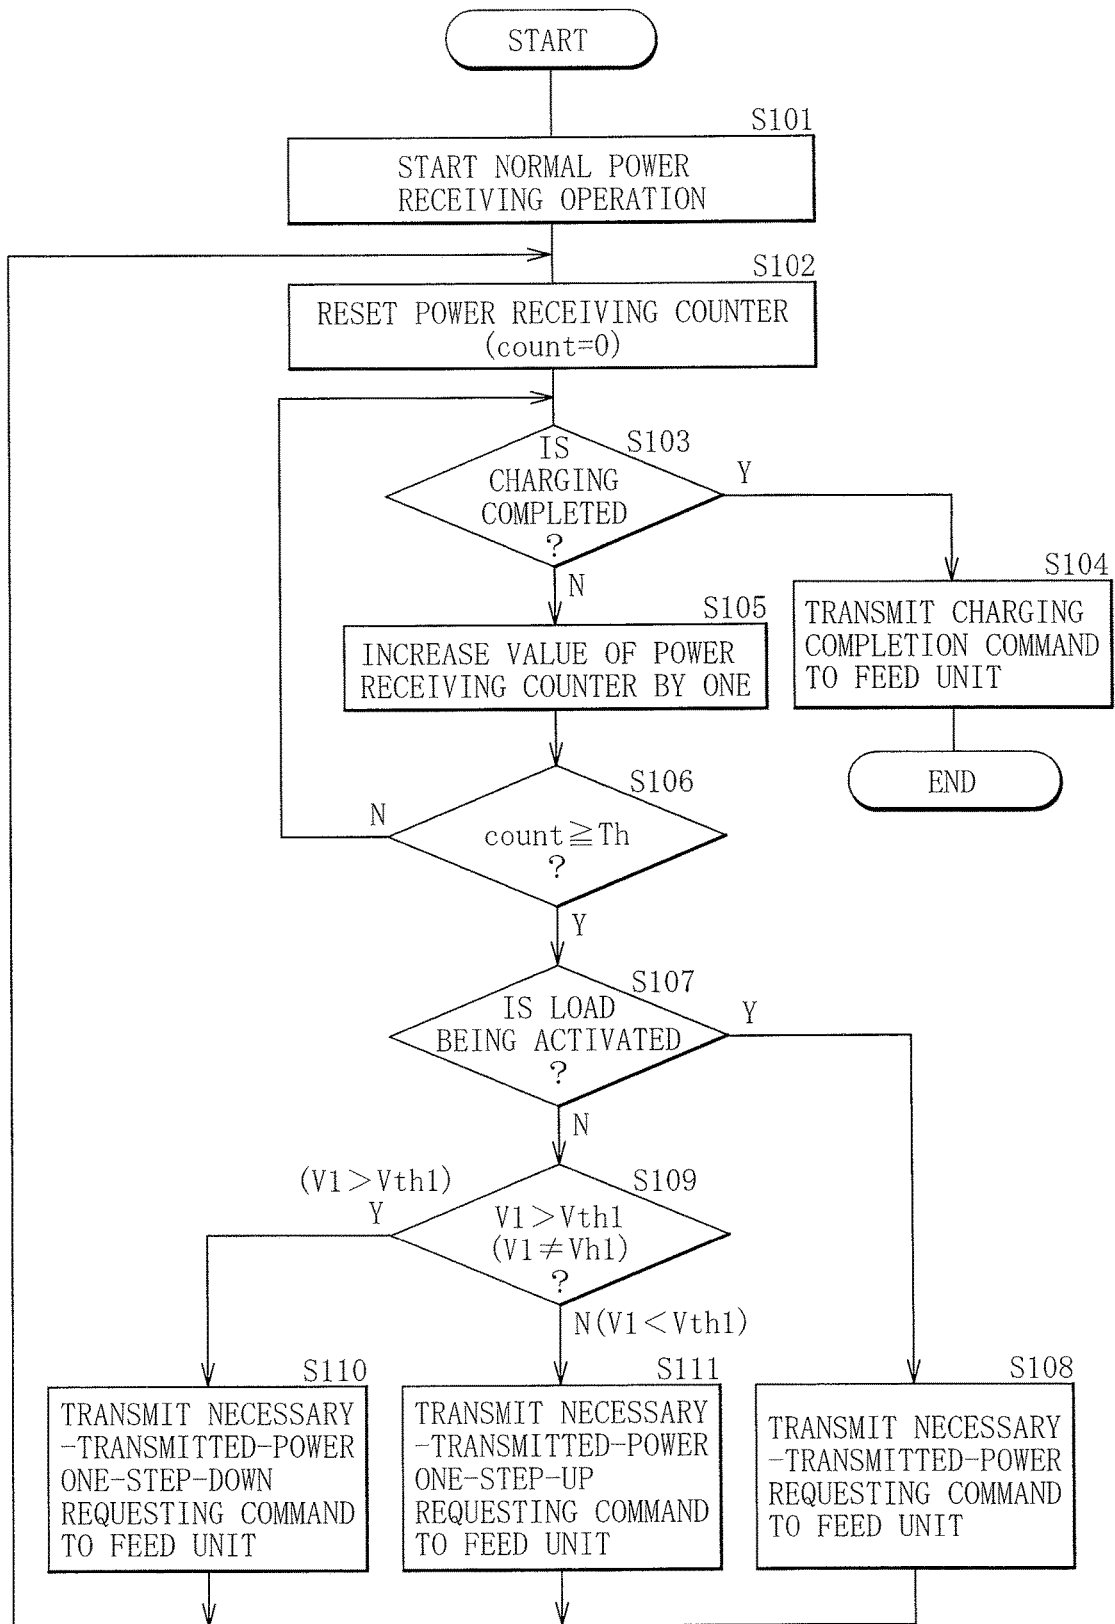 START
S101
START NORMAL POWER
RECEIVING OPERATION
S102
RESET POWER RECEIVING COUNTER
(count=0)
S103
IS
CHARGING
COMPLETED
?
Y
N
S104
TRANSMIT CHARGING
COMPLETION COMMAND
TO FEED UNIT
END
S105
INCREASE VALUE OF POWER
RECEIVING COUNTER BY ONE
S106
count≧Th
?
N
Y
S107
IS LOAD
BEING ACTIVATED
?
Y
N
S109
V1>Vth1
(V1≠Vh1)
?
(V1>Vth1)
Y
N(V1<Vth1)
S110
TRANSMIT NECESSARY
-TRANSMITTED-POWER
ONE-STEP-DOWN
REQUESTING COMMAND
TO FEED UNIT
S111
TRANSMIT NECESSARY
-TRANSMITTED-POWER
ONE-STEP-UP
REQUESTING COMMAND
TO FEED UNIT
S108
TRANSMIT NECESSARY
-TRANSMITTED-POWER
REQUESTING COMMAND
TO FEED UNIT